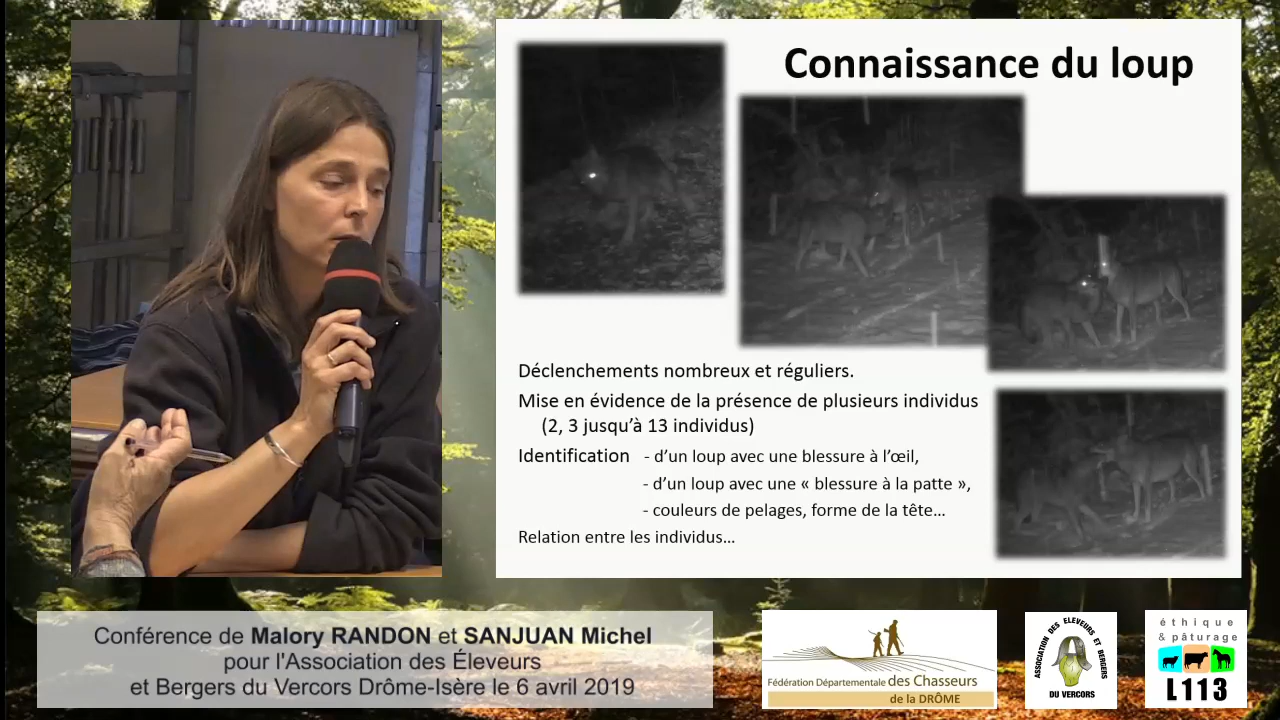 Connaissance du loup
Déclenchements nombreux et réguliers.
Mise en évidence de la présence de plusieurs individus
(2, 3 jusqu’à 13 individus)
Identification - d’un loup avec une blessure à l’œil,
- d’un loup avec une « blessure à la patte »,
- couleurs de pelages, forme de la tête…
Relation entre les individus…
Conférence de Malory RANDON et SANJUAN Michel
pour l'Association des Éleveurs
et Bergers du Vercors Drôme-Isère le 6 avril 2019
Fédération Départementale des Chasseurs
de la DRÔME
ASSOCIATION DES ELEVEURS ET BERGERS
DU VERCORS
éthique
& pâturage
L113